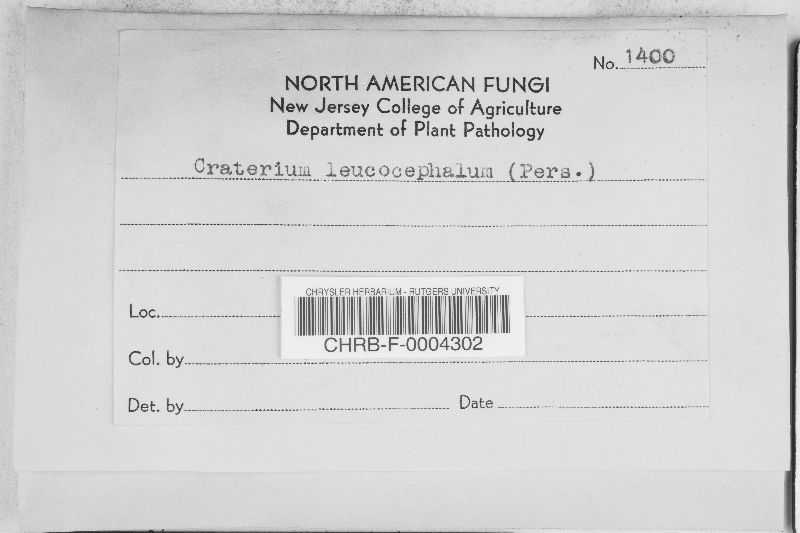 No. 1400
NORTH AMERICAN FUNGI
New Jersey College of Agriculture
Department of Plant Pathology
Craterium leucocephalum (Pers.)
CHRYSLER HERBARIUM - RUTGERS UNIVERSITY
CHRB-F-0004302
Loc.
Col. by
Det. by Date